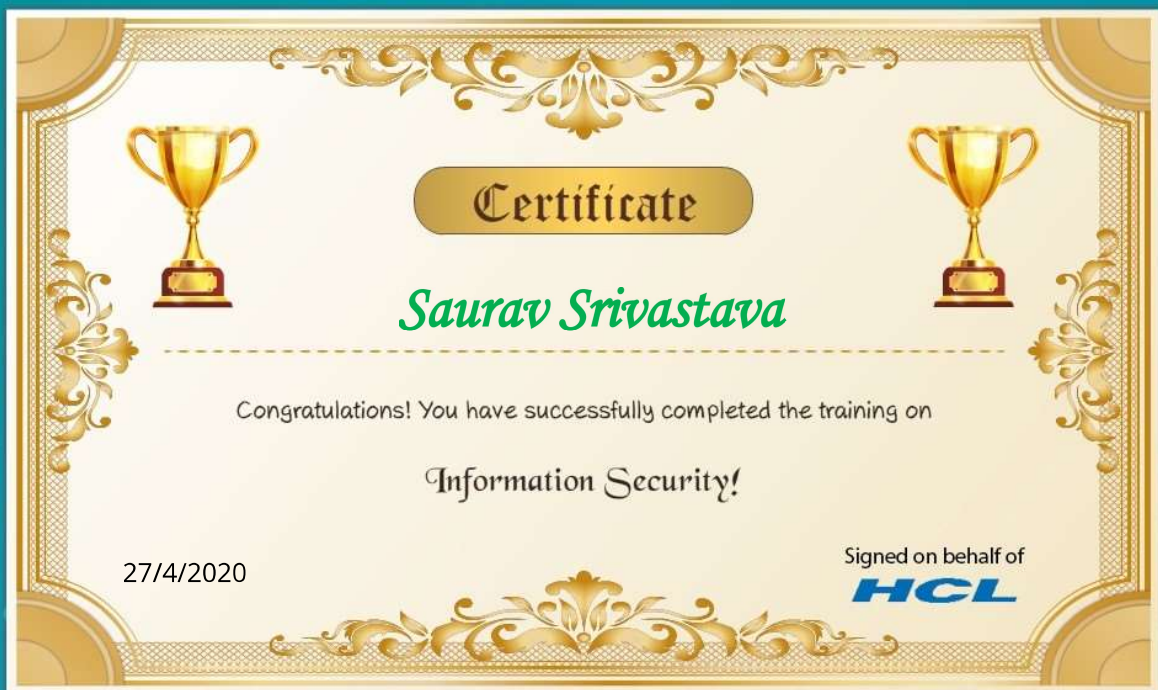 Certificate
Saurav Srivastava
Congratulations! You have successfully completed the training on
Information Security!
27/4/2020
Signed on behalf of
HCL